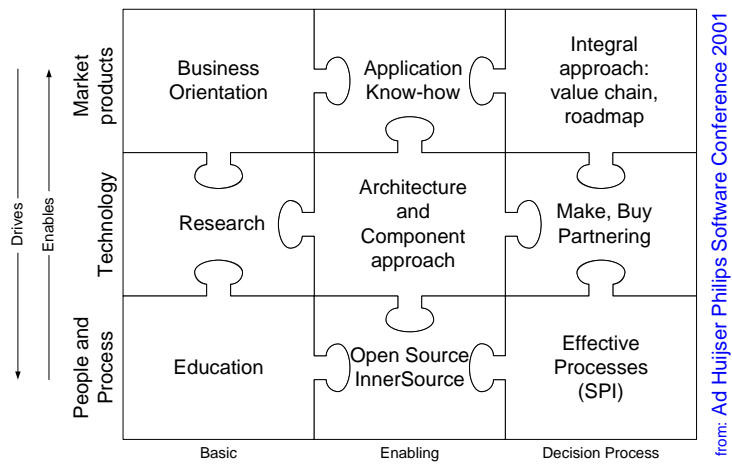 Drives
Enables
Market
products
Technology
People and
Process
Business
Orientation
Application
Know-how
Integral
approach:
value chain,
roadmap
Research
Architecture
and
Component
approach
Make, Buy
Partnering
Education
Open Source
InnerSource
Effective
Processes
(SPI)
Basic
Enabling
Decision Process
from: Ad Huijser Philips Software Conference 2001